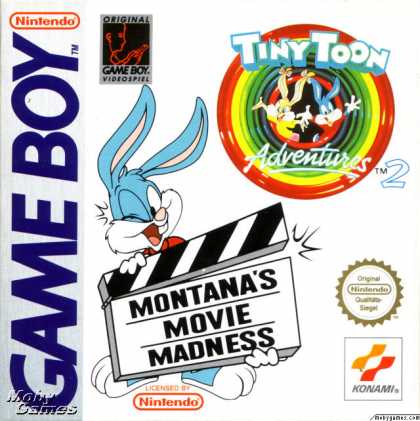 Nintendo
GAME BOY
TM
ORIGINAL
GAME BOY
VIDEOSPIEL
TINY TOON
Adventures
TM 2
MONTANA'S
MOVIE
MADNESS
LICENSED BY
Nintendo
Original
Nintendo
Qualitäts-
Siegel
KONAMI
Moby
Games
mobygames.com